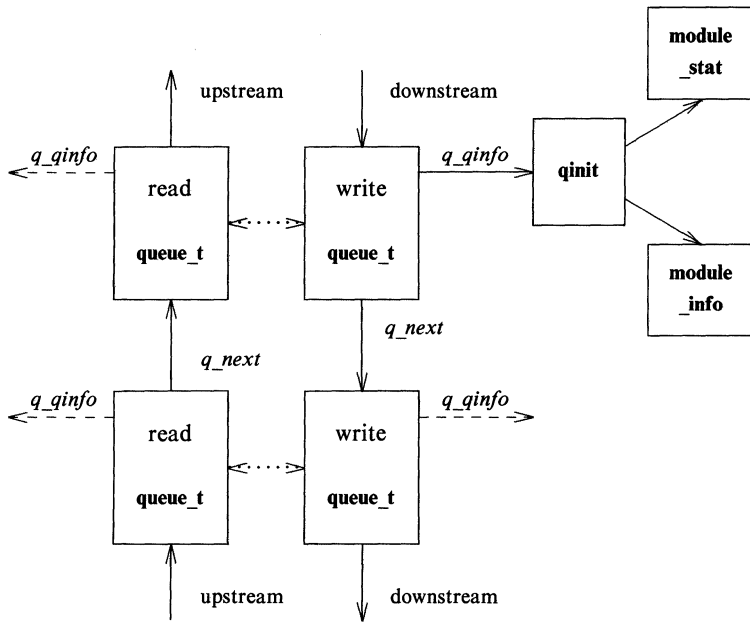 module
_stat
upstream
downstream
q_qinfo
q_qinfo
qinit
read
write
queue_t
queue_t
module
_info
q_next
q_next
q_qinfo
q_qinfo
read
write
queue_t
queue_t
upstream
downstream